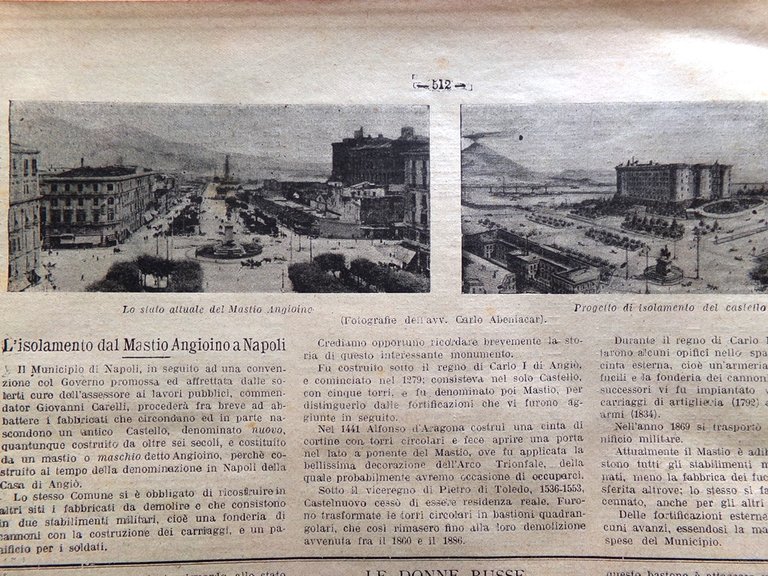 512
Lo stato attuale del Mastio Angioino
Progetto di isolamento del castello
(Fotografie dell'avv. Carlo Abeniacar).
L'isolamento dal Mastio Angioino a Napoli
Il Municipio di Napoli, in seguito ad una conven-
zione col Governo promossa ed affrettata dalle so-
lerti cure dell'assessore ai lavori pubblici, commen-
dator Giovanni Carelli, procederà fra breve ad ab-
battere i fabbricati che circondano ed in parte na-
scondono un antico Castello, denominato nuovo,
quantunque costruito da oltre sei secoli, e costituito
da un mastio o maschio detto Angioino, perchè co-
struito al tempo della denominazione in Napoli della
Casa di Angiò.
Lo stesso Comune si è obbligato di ricostruire in
altri siti i fabbricati da demolire e che consistono
in due stabilimenti militari, cioè una fonderia di
cannoni con la costruzione dei carriaggi, e un pa-
nificio per i soldati.
Crediamo opportuno ricordare brevemente la sto-
ria di questo interessante monumento.
Fu costruito sotto il regno di Carlo I di Angiò,
e cominciato nel 1279; consisteva nel solo Castello,
con cinque torri, e fu denominato poi Mastio, per
distinguerlo dalle fortificazioni che vi furono ag-
giunte in seguito.
Nel 1441 Alfonso d'Aragona costruì una cinta di
cortine con torri circolari e fece aprire una porta
nel lato a ponente del Mastio, ove fu applicata la
bellissima decorazione dell'Arco Trionfale, della
quale probabilmente avremo occasione di occuparci.
Sotto il viceregno di Pietro di Toledo, 1536-1553,
Castelnuovo cessò di essere residenza reale. Furo-
no trasformate le torri circolari in bastioni quadran-
golari, che così rimasero fino alla loro demolizione
avvenuta fra il 1860 e il 1886.
Durante il regno di Carlo I
tarono alcuni opifici nello spa
cinta esterna, cioè un'armeria
fucili e la fonderia dei cannoni
successori vi fu impiantato
carriaggi di artiglieria (1792)
armi (1834).
Nell'anno 1869 si trasportò
nificio militare.
Attualmente il Mastio è adib
stono tutti gli stabilimenti m
nati, meno la fabbrica dei fuc
sferita altrove; lo stesso si fa
cennato, anche per gli altri
Delle fortificazioni esterne
cuni avanzi, essendosi la ma
spese del Municipio.
LE DONNE RUSSE
questo bastone è attacca